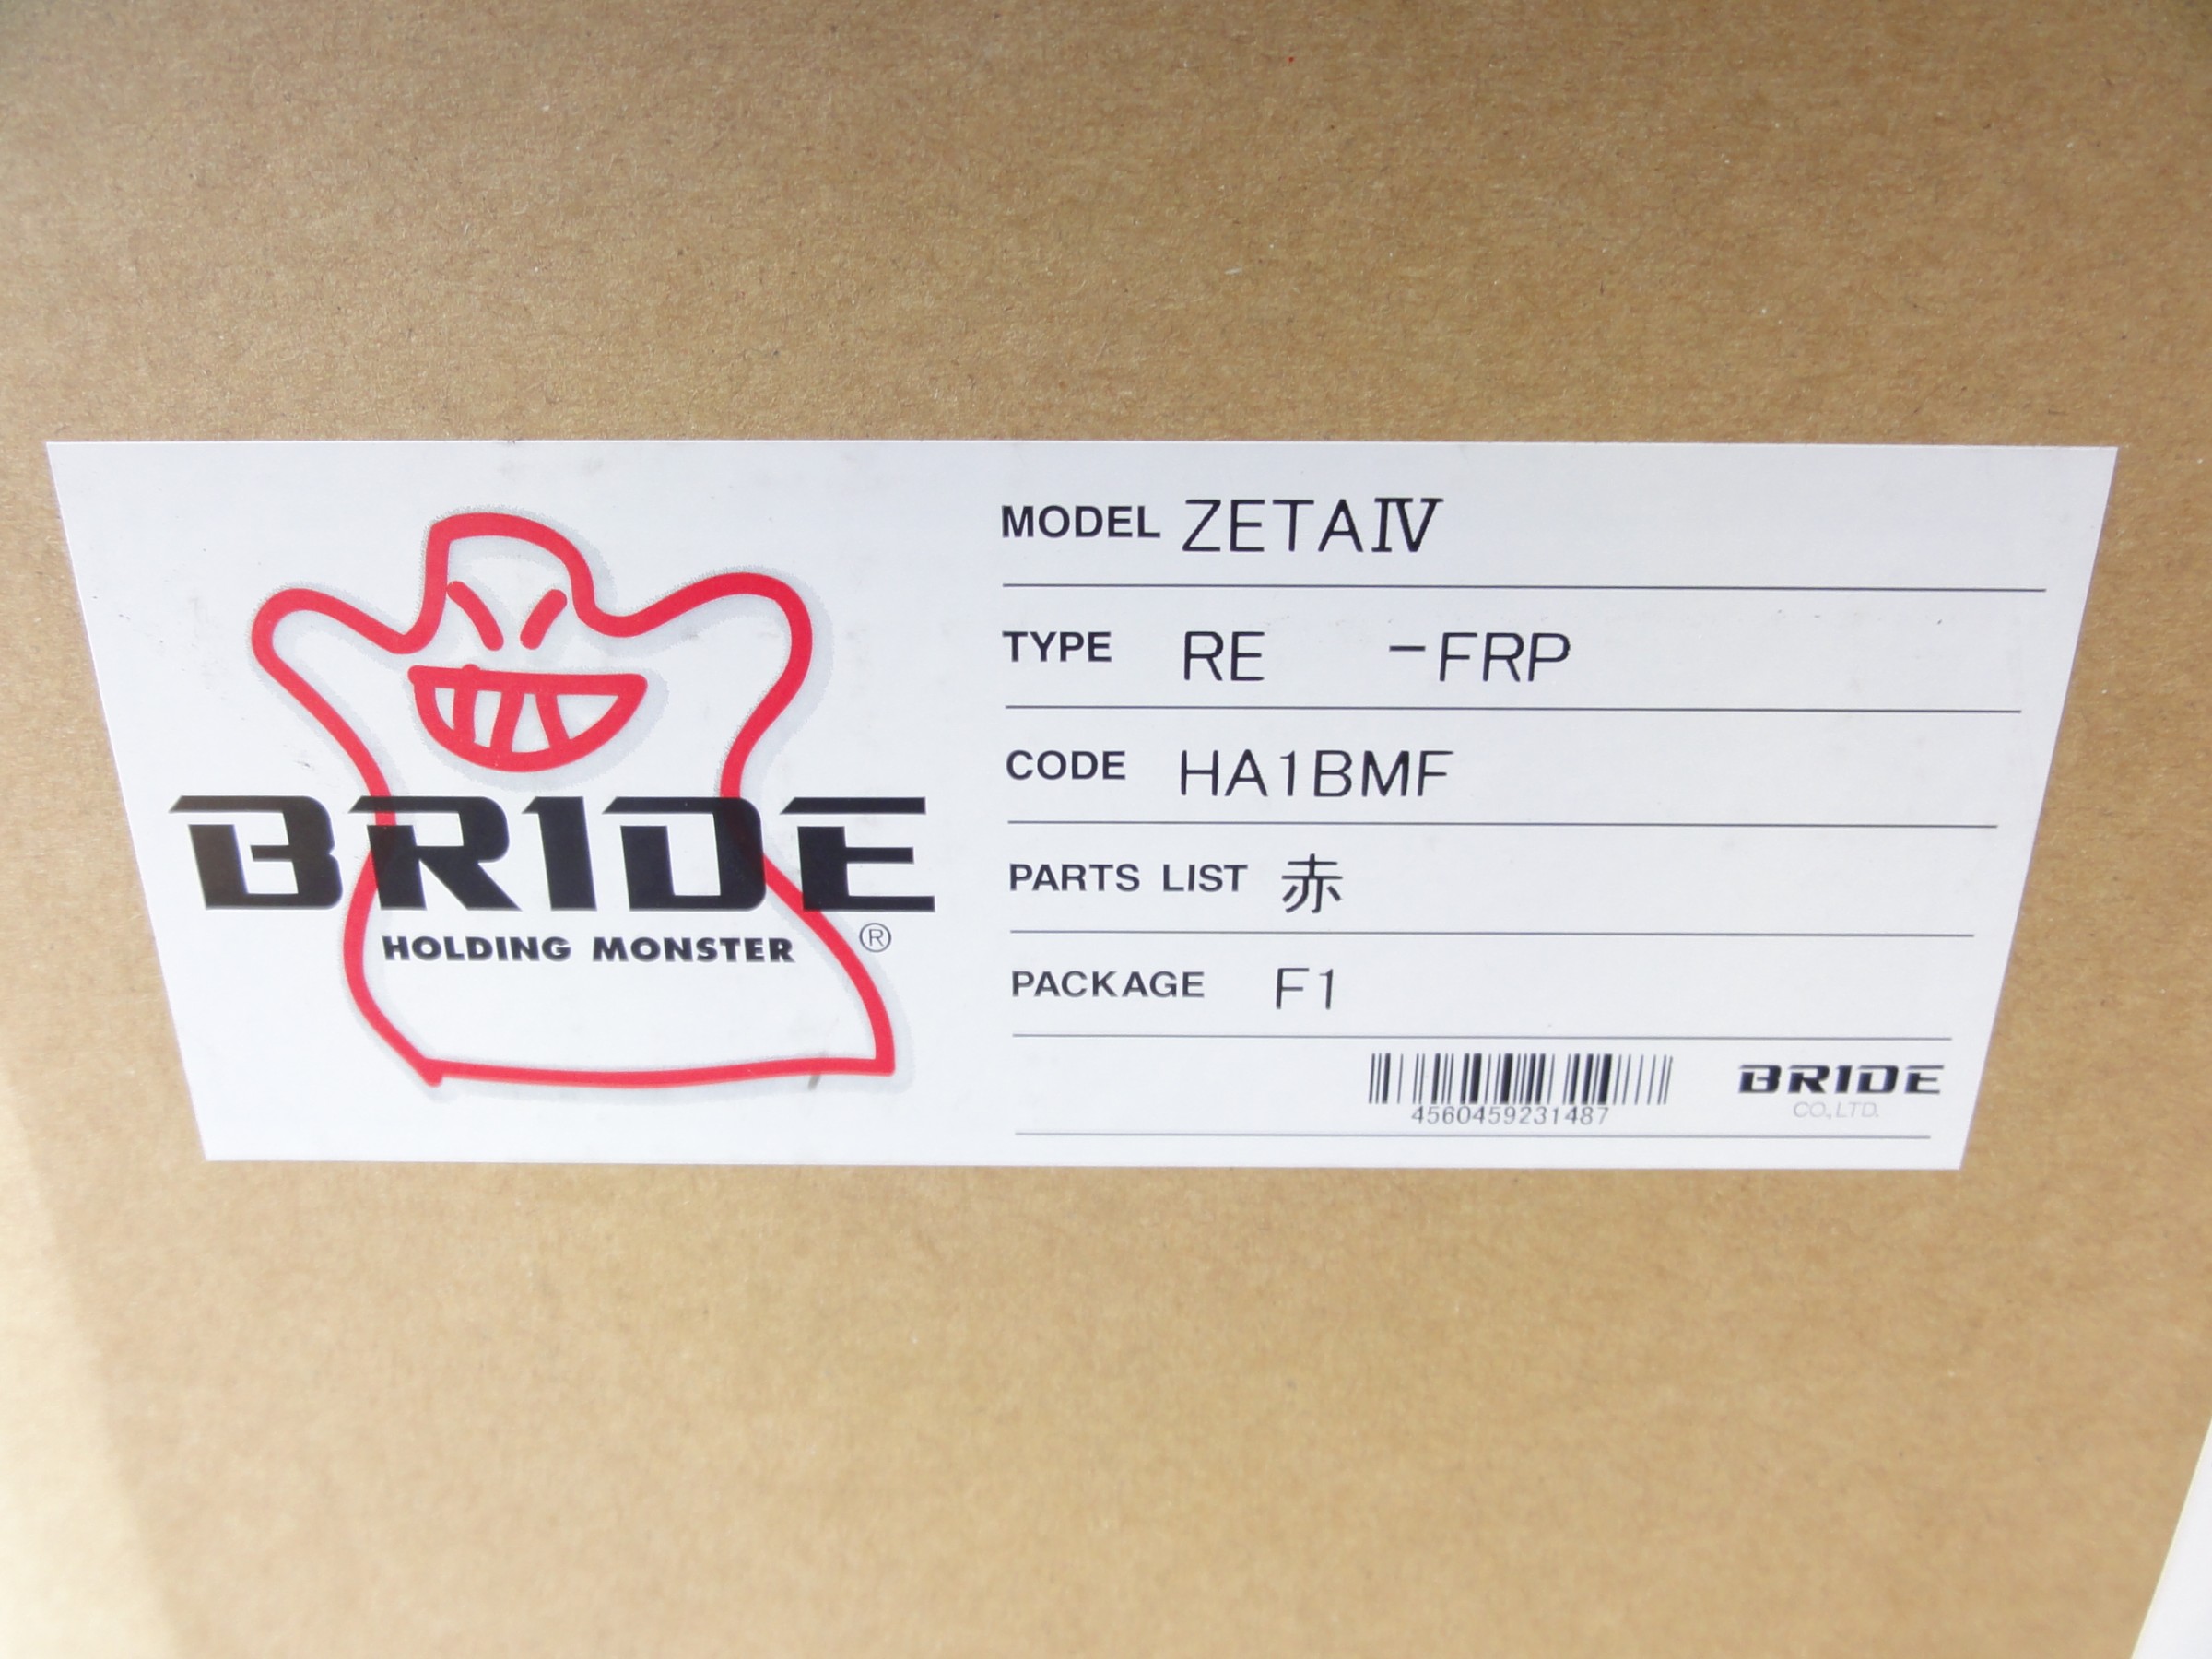 BRIDE
HOLDING MONSTER ®
MODEL ZETAⅣ
TYPE RE －FRP
CODE HA1BMF
PARTS LIST 赤
PACKAGE F1
4560459231487
BRIDE
CO.,LTD.